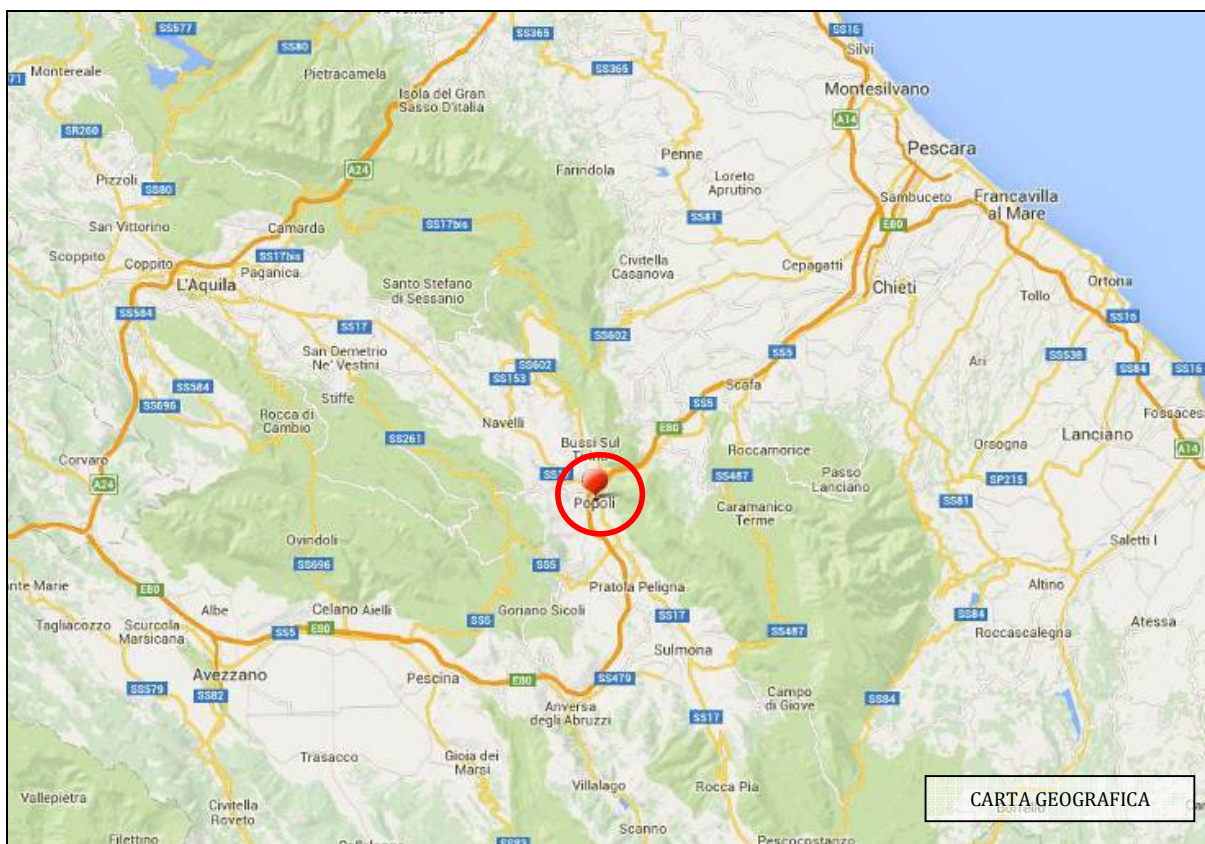 SS577
SS80
SS365
SS365
SS16
Silvi
Montereale
Pietracamela
Isola del Gran
Sasso D'italia
Montesilvano
A14
SR260
A24
Penne
Pescara
Pizzoli
SS80
Farindola
Loreto
Aprutino
Sambuceto
Francavilla
al Mare
San Vittorino
Camarda
SS17bis
SS81
E80
Scoppito
Coppito
SS17bis
Paganica
L'Aquila
Santo Stefano
di Sessanio
Civitella
Casanova
Cepagatti
Chieti
Ortona
Tollo
SS584
SS17
SS602
SS16
San Demetrio
Ne' Vestini
SS602
SS5
SS538
Ari
SS84
SS16
SS153
Scafa
SS584
Stiffe
SS696
Rocca di
Cambio
Navelli
SS5
Fossaces
SS261
E80
Bussi Sul
Orsogna
Lanciano
Roccamorice
A14
Corvaro
Passo
Lanciano
SS487
SP215
A24
Popoli
Caramanico
Terme
SS81
Ovindoli
Saletti I
SS696
SS5
E80
Pratola Peligna
Altino
Albe
Celano
Aielli
Goriano Sicoli
SS17
SS84
Atessa
Tagliacozzo
Scurcola
Marsicana
SS5
E80
SS5
SS487
Roccascalegna
Sulmona
Avezzano
Pescina
E80
SS479
SS579
SS82
Campo
di Giove
SS84
Anversa
degli Abruzzi
SS17
Trasacco
Gioia dei
Marsi
Villalago
Rocca Pia
Vallepietra
CARTA GEOGRAFICA
Civitella
Roveto
Scanno
Filettino
Pescocostanzo